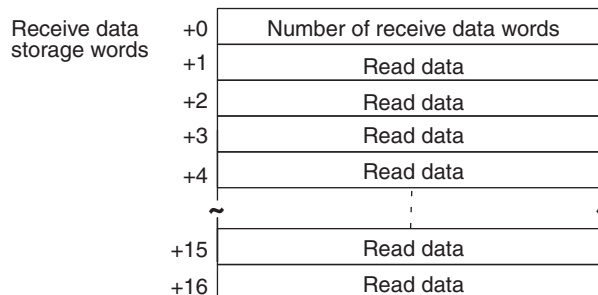 Receive data
storage words
+0 Number of receive data words
+1 Read data
+2 Read data
+3 Read data
+4 Read data
+15 Read data
+16 Read data